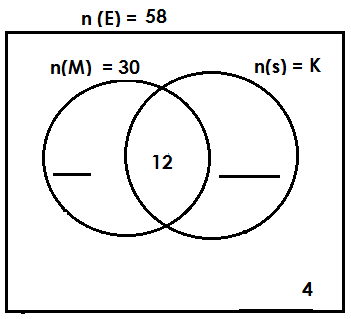 n (E) = 58
n(M) = 30
n(s) = K
12
4